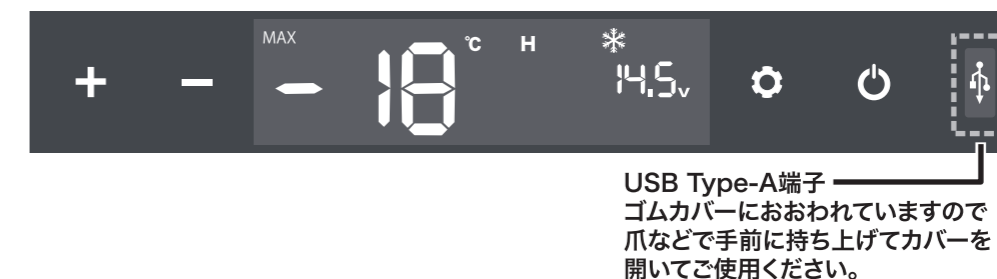 MAX
+ − -18 ℃ H 14.5v
USB Type-A端子
ゴムカバーにおおわれていますので
爪などで手前に持ち上げてカバーを
開いてご使用ください。